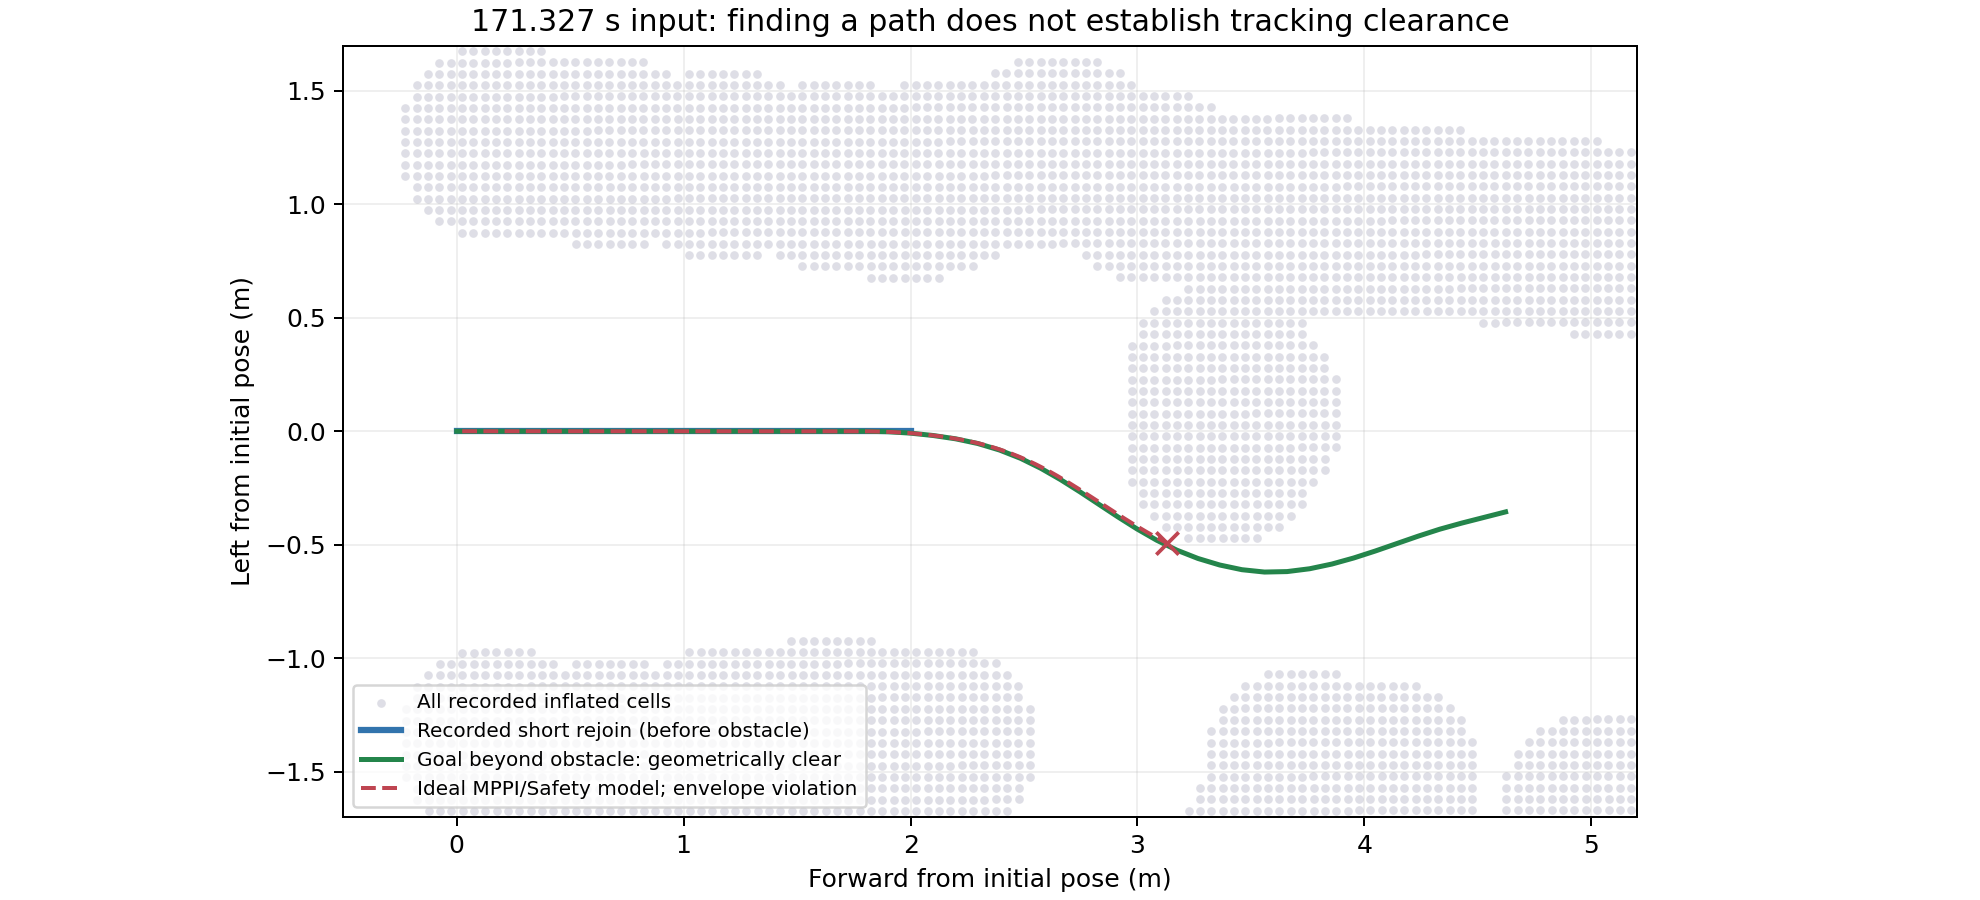 171.327 s input: finding a path does not establish tracking clearance
Left from initial pose (m)
1.5
1.0
0.5
0.0
−0.5
−1.0
−1.5
All recorded inflated cells
Recorded short rejoin (before obstacle)
Goal beyond obstacle: geometrically clear
Ideal MPPI/Safety model; envelope violation
0 1 2 3 4 5
Forward from initial pose (m)